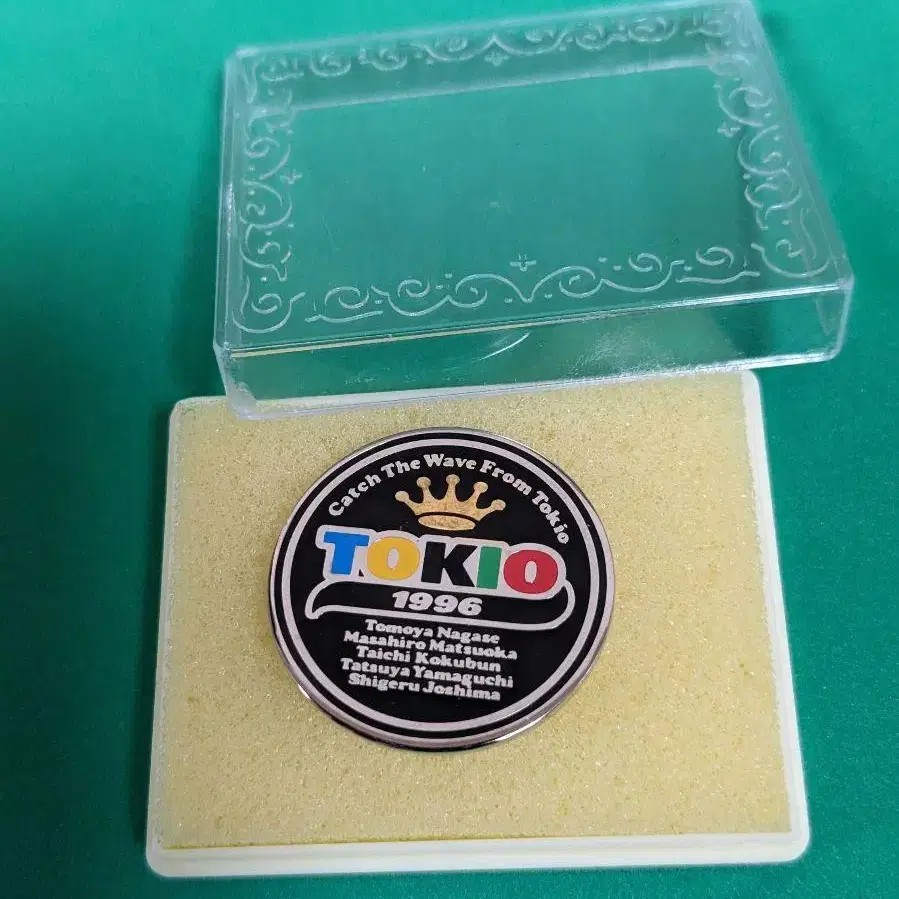 Catch The Wave From Tokio
TOKIO
1996
Tomoya Nagase
Masahiro Matsuoka
Taichi Kokubun
Tatsuya Yamaguchi
Shigeru Joshima